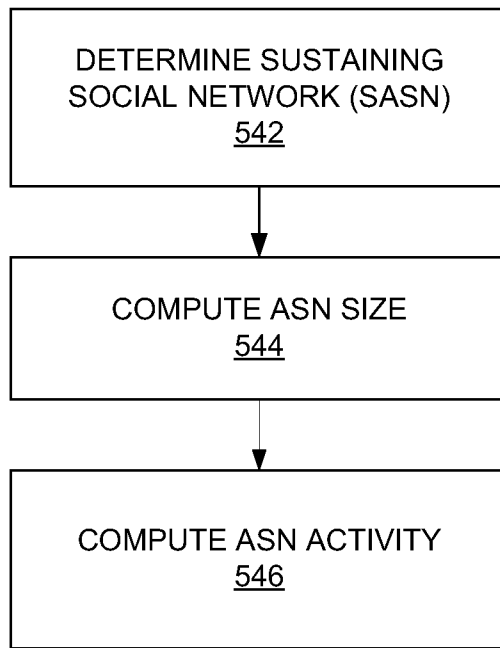 DETERMINE SUSTAINING
SOCIAL NETWORK (SASN)
542
COMPUTE ASN SIZE
544
COMPUTE ASN ACTIVITY
546